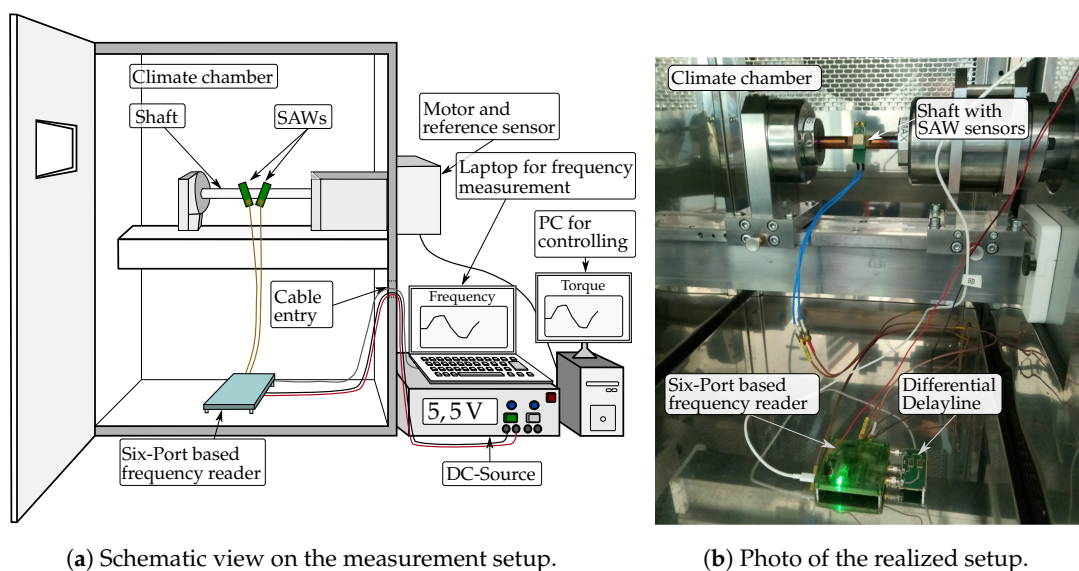 Climate chamber
Shaft
SAWs
Motor and
reference sensor
Laptop for frequency
measurement
PC for
controlling
Cable
entry
Frequency
Torque
5,5 V
Six-Port based
frequency reader
DC-Source
(a) Schematic view on the measurement setup.
Climate chamber
Shaft with
SAW sensors
Six-Port based
frequency reader
Differential
Delayline
(b) Photo of the realized setup.